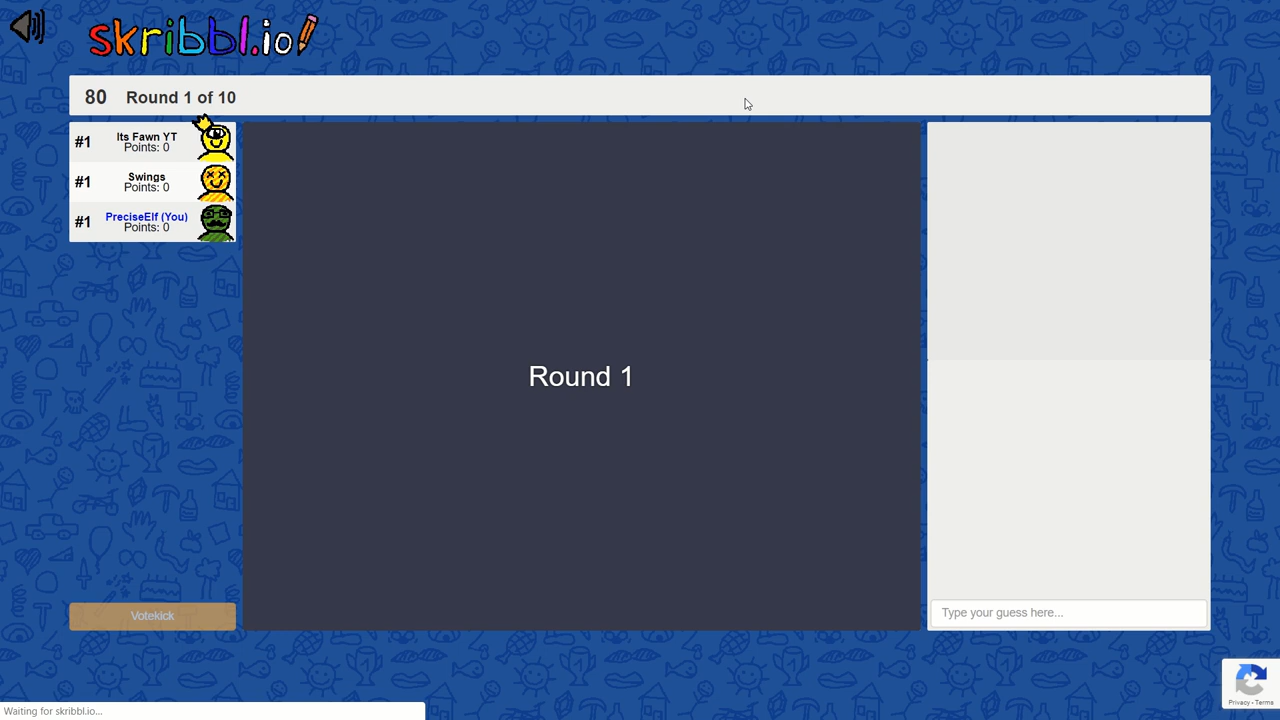 skribbl.io
80 Round 1 of 10
#1 Its Fawn YT
Points: 0
#1 Swings
Points: 0
#1 PreciseElf (You)
Points: 0
Round 1
Votekick
Type your guess here...
Privacy - Terms
Waiting for skribbl.io...